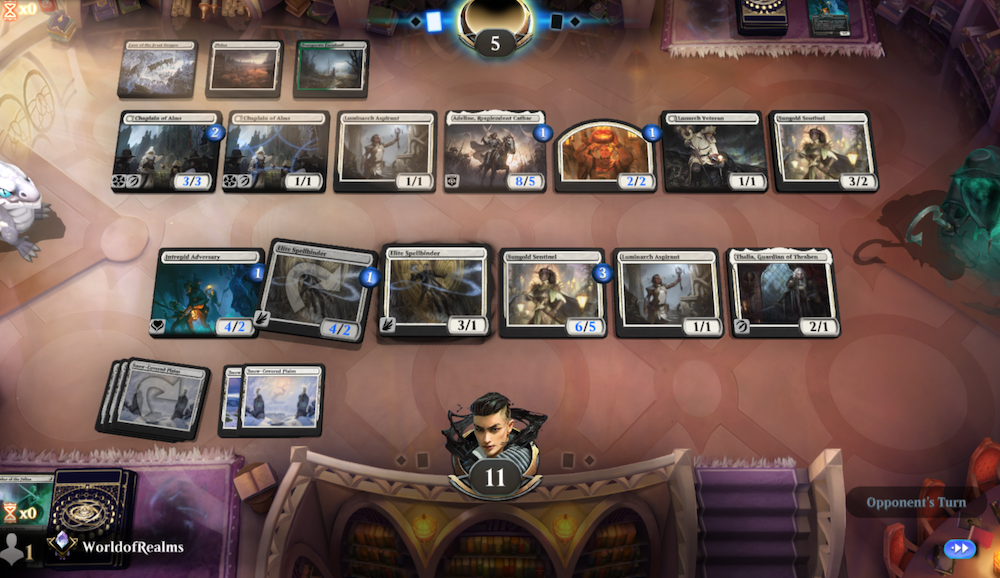 x0
5
Plains
Chaplain of Alms
2
3/3
Chaplain of Alms
1/1
Luminarch Aspirant
1/1
Adeline, Resplendent Cathar
1
8/5
1
2/2
Lunarch Veteran
1/1
Sungold Sentinel
3/2
Intrepid Adversary
1
4/2
Elite Spellbinder
1
4/2
Elite Spellbinder
3/1
Sungold Sentinel
3
6/5
Luminarch Aspirant
1/1
Thalia, Guardian of Thraben
2/1
Snow-Covered Plains
Snow-Covered Plains
11
x0
1
WorldofRealms
Opponent's Turn